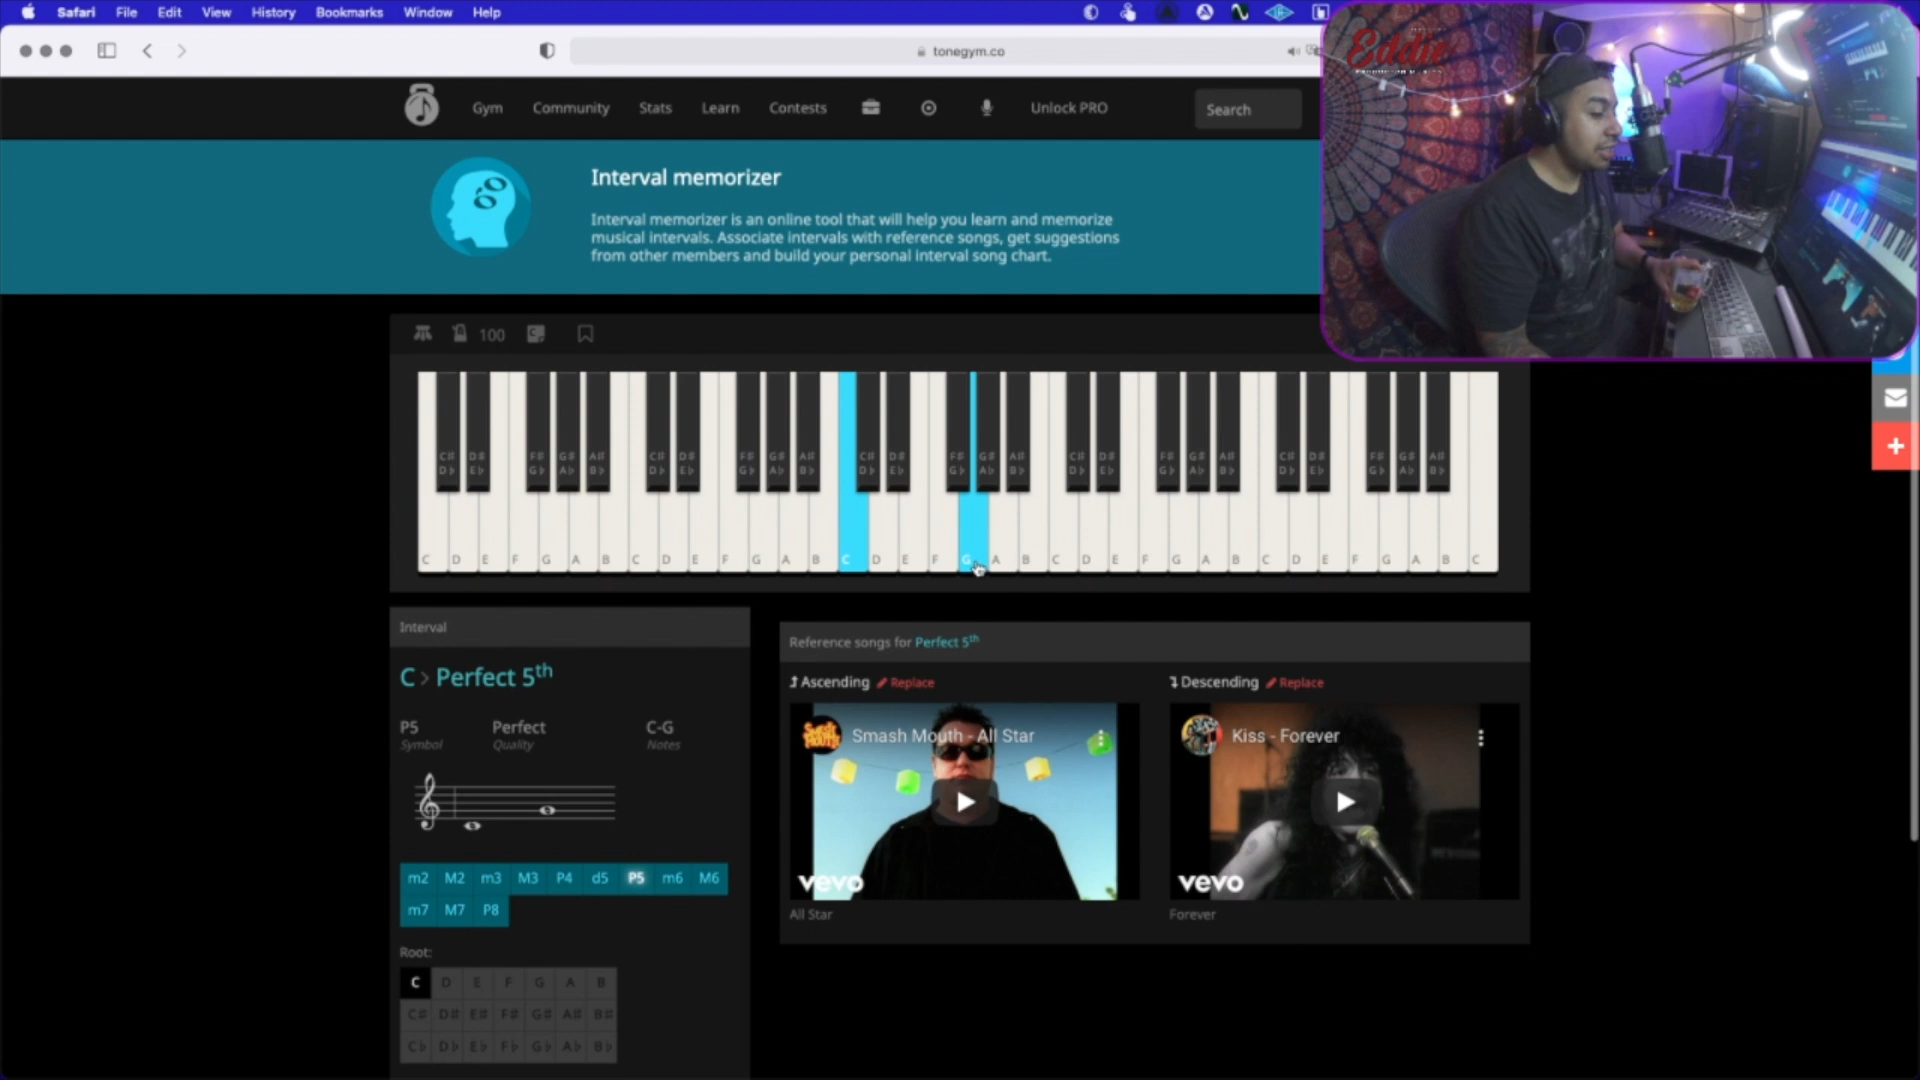 Safari File Edit View History Bookmarks Window Help
tonegym.co
Gym Community Stats Learn Contests Unlock PRO Search
Eddie
Interval memorizer
Interval memorizer is an online tool that will help you learn and memorize
musical intervals. Associate intervals with reference songs, get suggestions
from other members and build your personal interval song chart.
100
C# D# F# G# A# C# D# F# G# A# C# D# F# G# A# C# D# F# G# A# C# D# F# G# A#
D♭ E♭ G♭ A♭ B♭ D♭ E♭ G♭ A♭ B♭ D♭ E♭ G♭ A♭ B♭ D♭ E♭ G♭ A♭ B♭ D♭ E♭ G♭ A♭ B♭
C D E F G A B C D E F G A B C D E F G A B C D E F G A B C D E F G A B C
Interval
C > Perfect 5th
P5 Perfect C-G
Symbol Quality Notes
m2 M2 m3 M3 P4 d5 P5 m6 M6
m7 M7 P8
Root:
C D E F G A B
C# D# E# F# G# A# B#
C♭ D♭ E♭ F♭ G♭ A♭ B♭
Reference songs for Perfect 5th
Ascending Replace
Smash Mouth - All Star
vevo
All Star
Descending Replace
Kiss - Forever
vevo
Forever